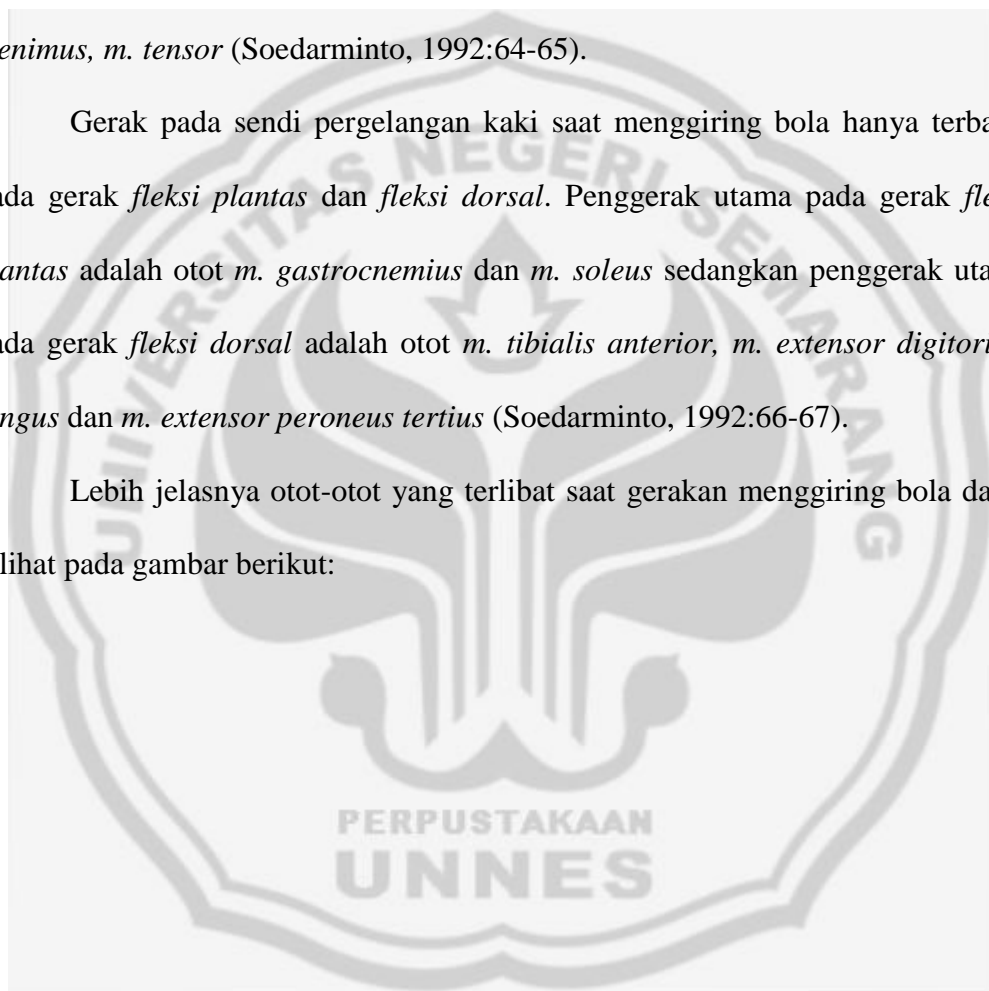 enimus, m. tensor (Soedarminto, 1992:64-65).
Gerak pada sendi pergelangan kaki saat menggiring bola hanya terba
ada gerak fleksi plantas dan fleksi dorsal. Penggerak utama pada gerak fle
antas adalah otot m. gastrocnemius dan m. soleus sedangkan penggerak uta
ada gerak fleksi dorsal adalah otot m. tibialis anterior, m. extensor digitor
ngus dan m. extensor peroneus tertius (Soedarminto, 1992:66-67).
Lebih jelasnya otot-otot yang terlibat saat gerakan menggiring bola da
lihat pada gambar berikut:
UNIVERSITAS NEGERI SEMARANG
PERPUSTAKAAN
UNNES